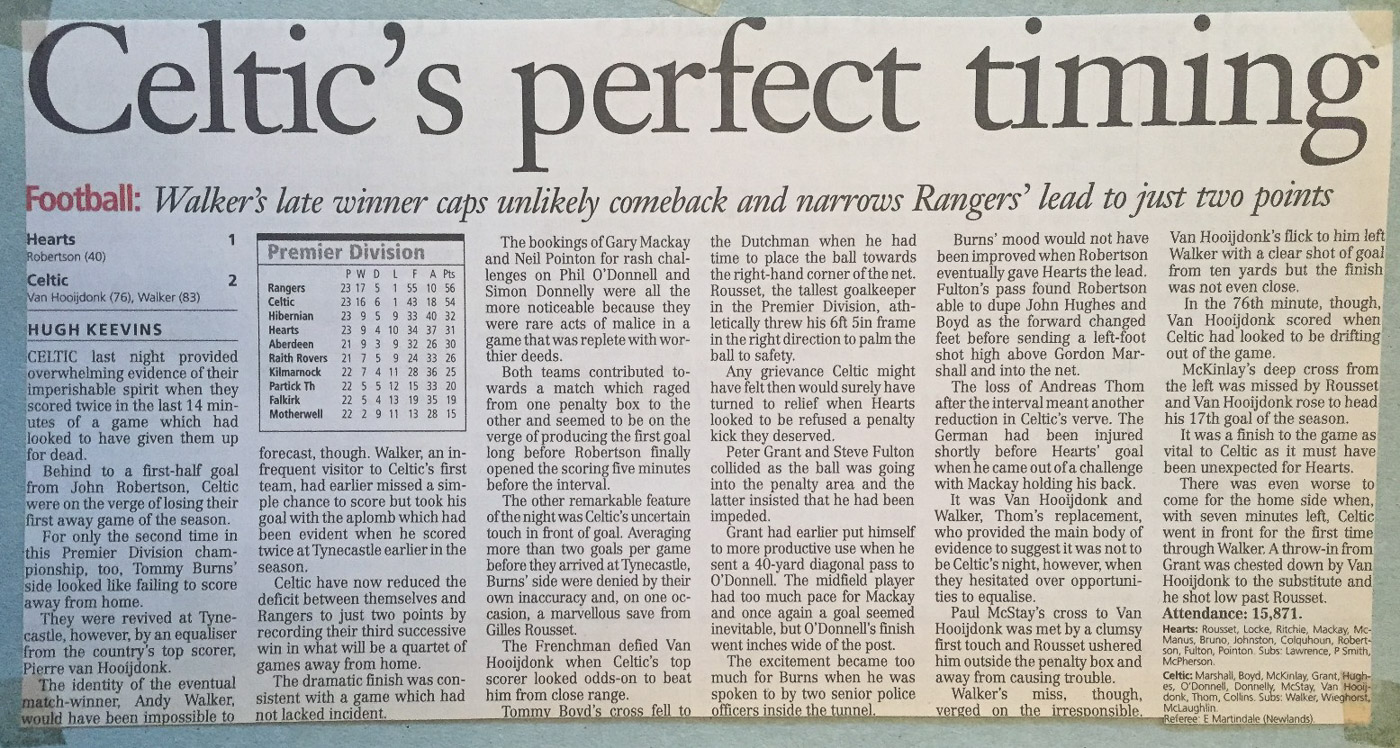 Celtic's perfect timing
Football: Walker's late winner caps unlikely comeback and narrows Rangers' lead to just two points
Hearts 1
Robertson (40)
Celtic 2
Van Hooijdonk (76), Walker (83)
HUGH KEEVINS
CELTIC last night provided
overwhelming evidence of their
imperishable spirit when they
scored twice in the last 14 min-
utes of a game which had
looked to have given them up
for dead.
Behind to a first-half goal
from John Robertson, Celtic
were on the verge of losing their
first away game of the season.
For only the second time in
this Premier Division cham-
pionship, too, Tommy Burns'
side looked like failing to score
away from home.
They were revived at Tyne-
castle, however, by an equaliser
from the country's top scorer,
Pierre van Hooijdonk.
The identity of the eventual
match-winner, Andy Walker,
would have been impossible to
Premier Division
P W D L F A Pts
Rangers 23 17 5 1 55 10 56
Celtic 23 16 6 1 43 18 54
Hibernian 23 9 5 9 33 40 32
Hearts 23 9 4 10 34 37 31
Aberdeen 21 9 3 9 32 26 30
Raith Rovers 21 7 5 9 24 33 26
Kilmarnock 22 7 4 11 28 36 25
Partick Th 22 5 5 12 15 33 20
Falkirk 22 5 4 13 19 35 19
Motherwell 22 2 9 11 13 28 15
forecast, though. Walker, an in-
frequent visitor to Celtic's first
team, had earlier missed a sim-
ple chance to score but took his
goal with the aplomb which had
been evident when he scored
twice at Tynecastle earlier in the
season.
Celtic have now reduced the
deficit between themselves and
Rangers to just two points by
recording their third successive
win in what will be a quartet of
games away from home.
The dramatic finish was con-
sistent with a game which had
not lacked incident.
The bookings of Gary Mackay
and Neil Pointon for rash chal-
lenges on Phil O'Donnell and
Simon Donnelly were all the
more noticeable because they
were rare acts of malice in a
game that was replete with wor-
thier deeds.
Both teams contributed to-
wards a match which raged
from one penalty box to the
other and seemed to be on the
verge of producing the first goal
long before Robertson finally
opened the scoring five minutes
before the interval.
The other remarkable feature
of the night was Celtic's uncertain
touch in front of goal. Averaging
more than two goals per game
before they arrived at Tynecastle,
Burns' side were denied by their
own inaccuracy and, on one oc-
casion, a marvellous save from
Gilles Rousset.
The Frenchman defied Van
Hooijdonk when Celtic's top
scorer looked odds-on to beat
him from close range.
Tommy Boyd's cross fell to
the Dutchman when he had
time to place the ball towards
the right-hand corner of the net.
Rousset, the tallest goalkeeper
in the Premier Division, ath-
letically threw his 6ft 5in frame
in the right direction to palm the
ball to safety.
Any grievance Celtic might
have felt then would surely have
turned to relief when Hearts
looked to be refused a penalty
kick they deserved.
Peter Grant and Steve Fulton
collided as the ball was going
into the penalty area and the
latter insisted that he had been
impeded.
Grant had earlier put himself
to more productive use when he
sent a 40-yard diagonal pass to
O'Donnell. The midfield player
had too much pace for Mackay
and once again a goal seemed
inevitable, but O'Donnell's finish
went inches wide of the post.
The excitement became too
much for Burns when he was
spoken to by two senior police
officers inside the tunnel.
Burns' mood would not have
been improved when Robertson
eventually gave Hearts the lead.
Fulton's pass found Robertson
able to dupe John Hughes and
Boyd as the forward changed
feet before sending a left-foot
shot high above Gordon Mar-
shall and into the net.
The loss of Andreas Thom
after the interval meant another
reduction in Celtic's verve. The
German had been injured
shortly before Hearts' goal
when he came out of a challenge
with Mackay holding his back.
It was Van Hooijdonk and
Walker, Thom's replacement,
who provided the main body of
evidence to suggest it was not to
be Celtic's night, however, when
they hesitated over opportuni-
ties to equalise.
Paul McStay's cross to Van
Hooijdonk was met by a clumsy
first touch and Rousset ushered
him outside the penalty box and
away from causing trouble.
Walker's miss, though,
verged on the irresponsible.
Van Hooijdonk's flick to him left
Walker with a clear shot of goal
from ten yards but the finish
was not even close.
In the 76th minute, though,
Van Hooijdonk scored when
Celtic had looked to be drifting
out of the game.
McKinlay's deep cross from
the left was missed by Rousset
and Van Hooijdonk rose to head
his 17th goal of the season.
It was a finish to the game as
vital to Celtic as it must have
been unexpected for Hearts.
There was even worse to
come for the home side when,
with seven minutes left, Celtic
went in front for the first time
through Walker. A throw-in from
Grant was chested down by Van
Hooijdonk to the substitute and
he shot low past Rousset.
Attendance: 15,871.
Hearts: Rousset, Locke, Ritchie, Mackay, Mc-
Manus, Bruno, Johnston, Colquhoun, Robert-
son, Fulton, Pointon. Subs: Lawrence, P Smith,
McPherson.
Celtic: Marshall, Boyd, McKinlay, Grant, Hugh-
es, O'Donnell, Donnelly, McStay, Van Hooij-
donk, Thom, Collins. Subs: Walker, Wieghorst,
McLaughlin.
Referee: E Martindale (Newlands).